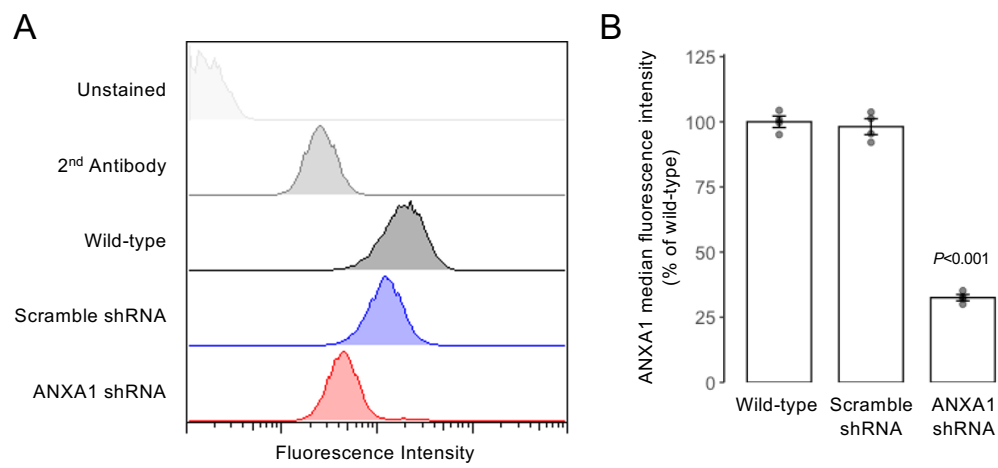 A
Unstained
2nd Antibody
Wild-type
Scramble shRNA
ANXA1 shRNA
Fluorescence Intensity
B
ANXA1 median fluorescence intensity
(% of wild-type)
125
100
75
50
25
0
P<0.001
Wild-type Scramble ANXA1
shRNA shRNA